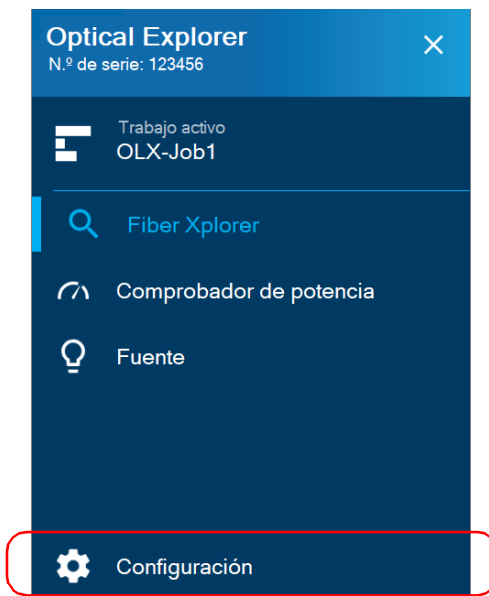 Optical Explorer
N.º de serie: 123456
Trabajo activo
OLX-Job1
Fiber Xplorer
Comprobador de potencia
Fuente
Configuración